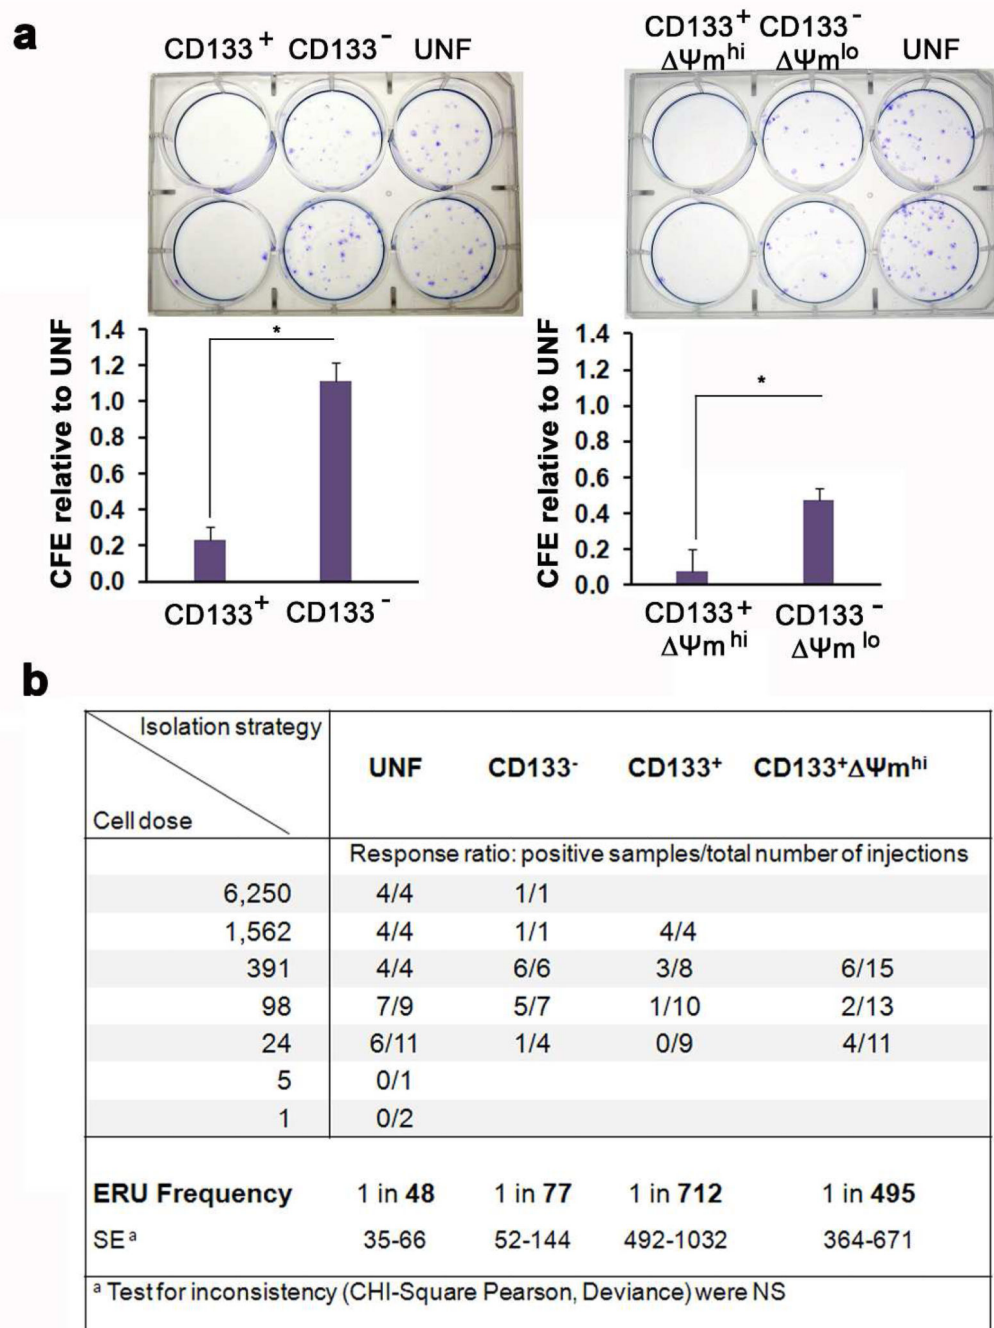 a
CD133+ CD133- UNF
CD133+ CD133- UNF
ΔΨmhi ΔΨmlo
CFE relative to UNF
1.4
1.2
1.0
0.8
0.6
0.4
0.2
0.0
*
CD133+ CD133-
CFE relative to UNF
1.4
1.2
1.0
0.8
0.6
0.4
0.2
0.0
*
CD133+ CD133-
ΔΨmhi ΔΨmlo
b
Isolation strategy
Cell dose
UNF CD133- CD133+ CD133+ΔΨmhi
Response ratio: positive samples/total number of injections
6,250 4/4 1/1
1,562 4/4 1/1 4/4
391 4/4 6/6 3/8 6/15
98 7/9 5/7 1/10 2/13
24 6/11 1/4 0/9 4/11
5 0/1
1 0/2
ERU Frequency 1 in 48 1 in 77 1 in 712 1 in 495
SE a 35-66 52-144 492-1032 364-671
a Test for inconsistency (CHI-Square Pearson, Deviance) were NS